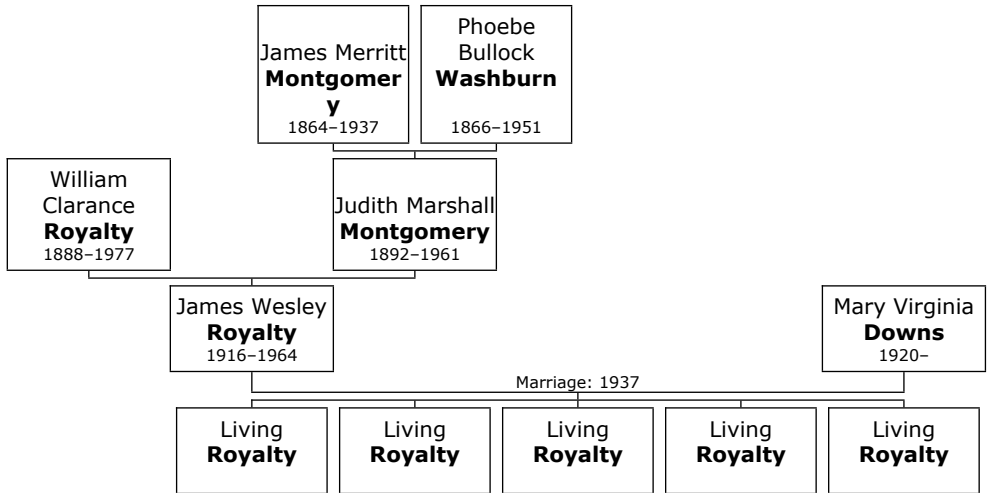 James Merritt
Montgomer
y
1864–1937
Phoebe
Bullock
Washburn
1866–1951
William
Clarance
Royalty
1888–1977
Judith Marshall
Montgomery
1892–1961
James Wesley
Royalty
1916–1964
Mary Virginia
Downs
1920–
Marriage: 1937
Living
Royalty
Living
Royalty
Living
Royalty
Living
Royalty
Living
Royalty